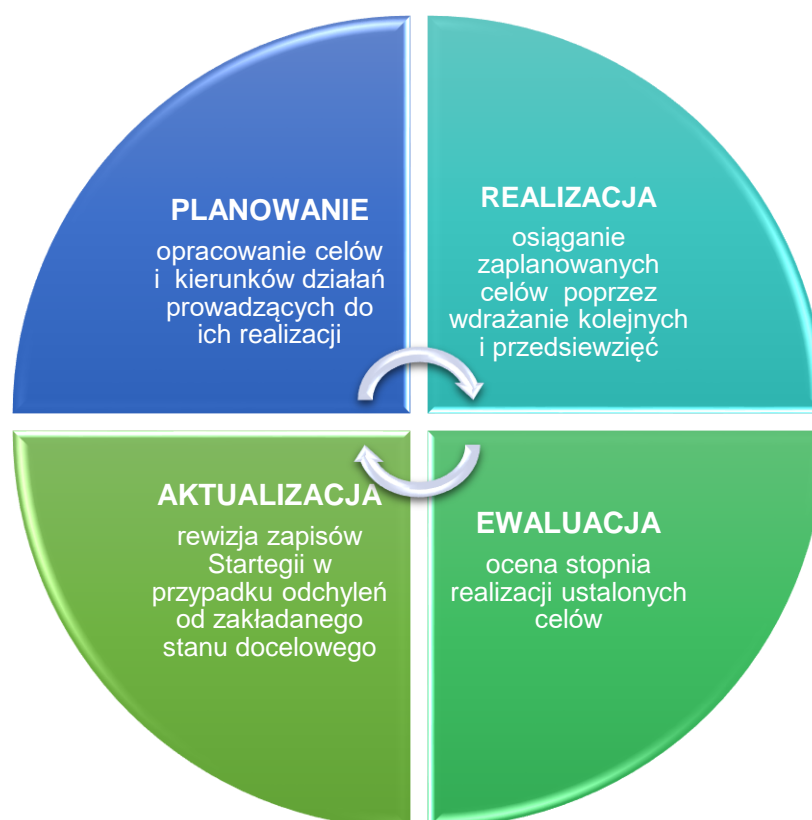 PLANOWANIE
opracowanie celów
i kierunków działań
prowadzących do
ich realizacji
REALIZACJA
osiąganie
zaplanowanych
celów poprzez
wdrażanie kolejnych
i przedsiewzięć
AKTUALIZACJA
rewizja zapisów
Startegii w
przypadku odchyleń
od zakładanego
stanu docelowego
EWALUACJA
ocena stopnia
realizacji ustalonych
celów